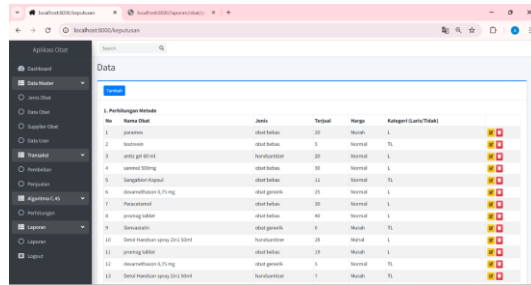 localhost:8000/keputusan
localhost:8000/laporan/obat/
localhost:8000/keputusan
Aplikasi Obat
Search
Dashboard
Data Master
Jenis Obat
Data Obat
Supplier Obat
Data User
Transaksi
Pembelian
Penjualan
Algoritma C.45
Perhitungan
Laporan
Laporan
Logout
Data
Tambah
1. Perhitungan Metode
No Nama Obat Jenis Terjual Harga Kategori (Laris/Tidak)
1 paramex obat bebas 20 Murah L
2 bodrexin obat bebas 5 Normal TL
3 antiz gel 60 ml handsanitizer 20 Normal L
4 sanmol 500mg obat bebas 30 Normal L
5 Sangobion Kapsul obat bebas 11 Normal TL
6 dexamethason 0,75 mg obat generik 25 Normal L
7 Paracetamol obat bebas 30 Normal L
8 promag tablet obat bebas 40 Normal L
9 Simvastatin obat generik 6 Murah TL
10 Detol Handsan spray 2in1 50ml handsanitizer 28 Mahal L
11 promag tablet obat bebas 19 Murah L
12 dexamethason 0,75 mg obat generik 5 Normal TL
13 Detol Handsan spray 2in1 50ml handsanitizer 7 Murah TL